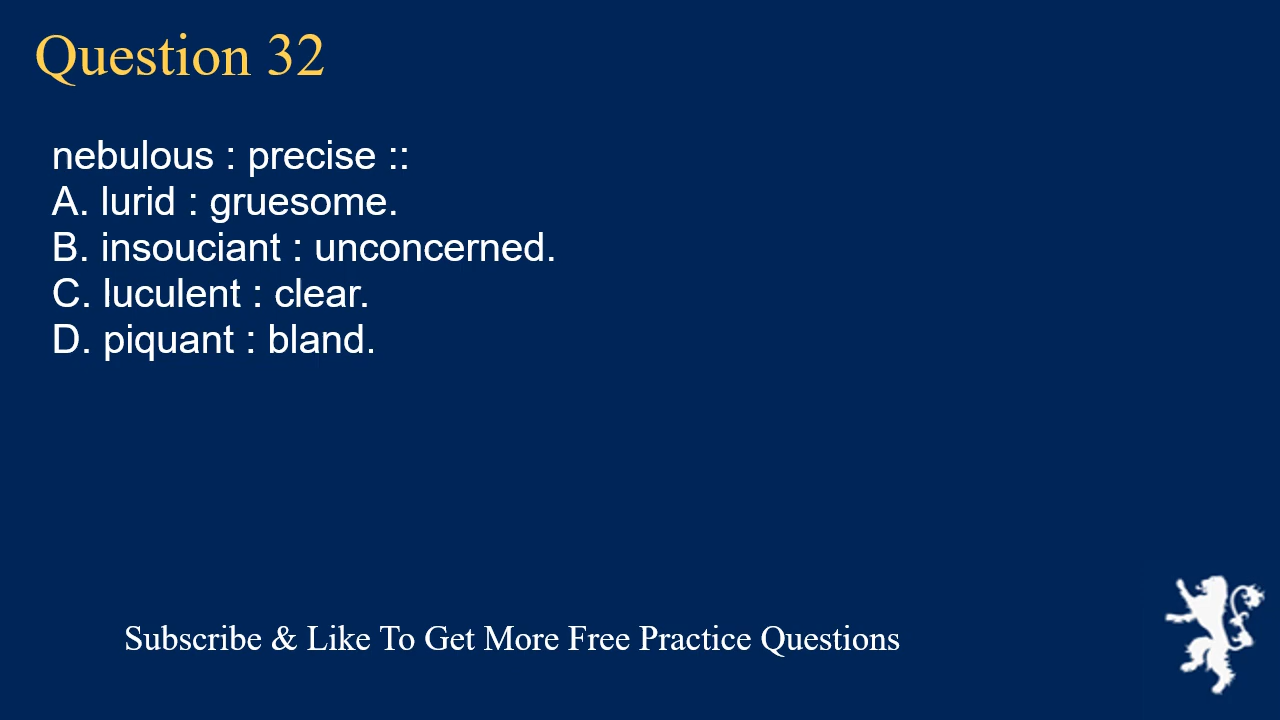 Question 32
nebulous : precise ::
A. lurid : gruesome.
B. insouciant : unconcerned.
C. luculent : clear.
D. piquant : bland.
Subscribe & Like To Get More Free Practice Questions